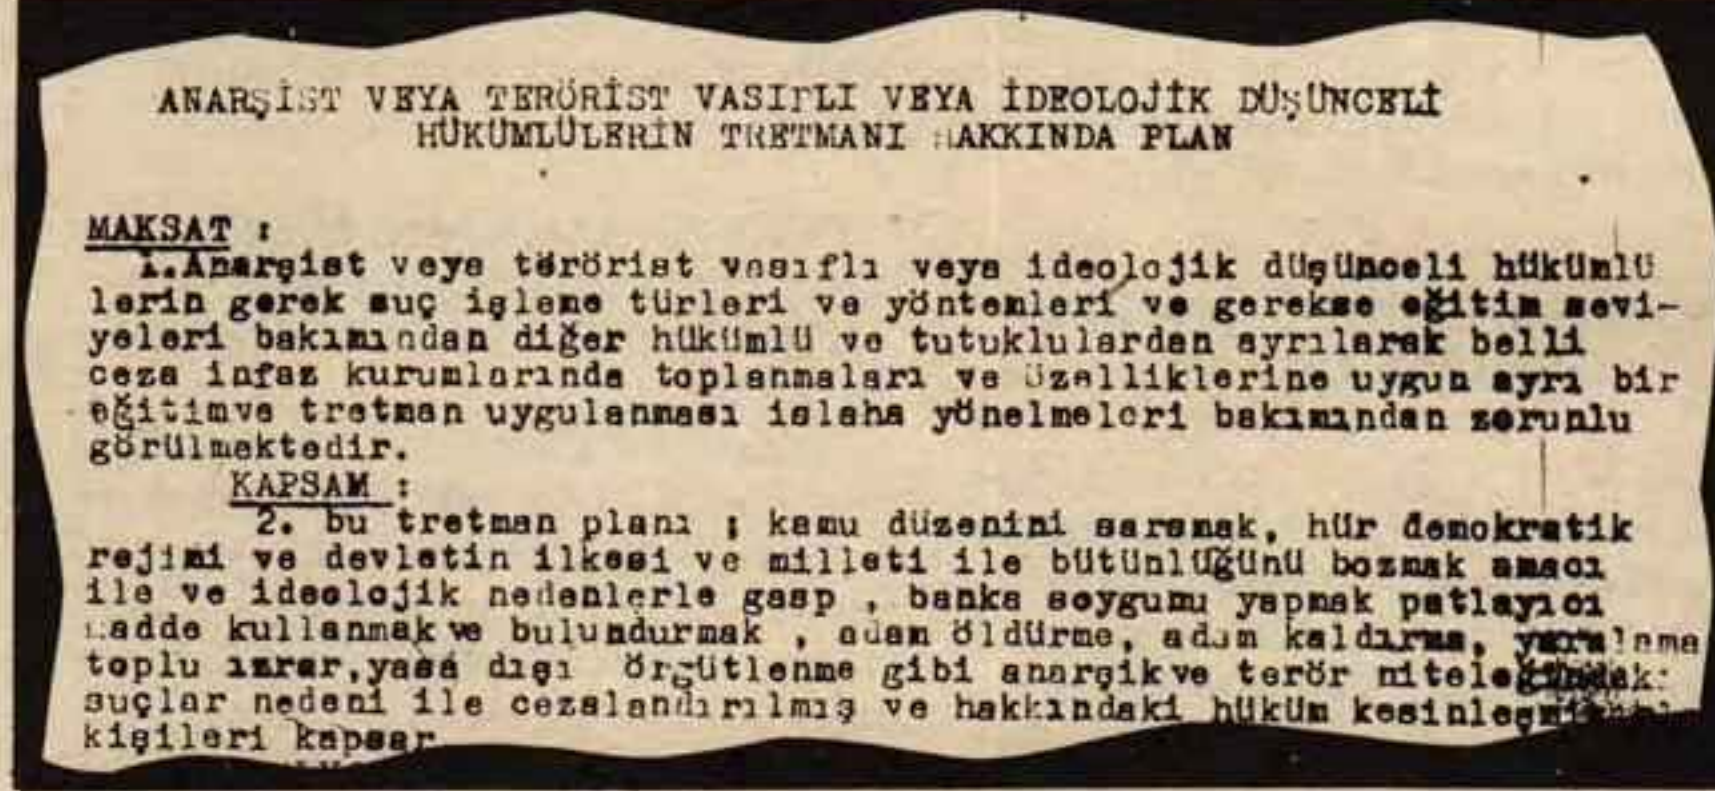 ANARŞİST VEYA TERÖRİST VASIFLI VEYA İDEOLOJİK DÜŞÜNCELİ
HÜKÜMLÜLERİN TRETMANI HAKKINDA PLAN
MAKSAT :
1.Anarşist veya terörist vasıflı veya ideolojik düşünceli hükümlü
lerin gerek suç işleme türleri ve yöntemleri ve gerekse eğitim sevi-
yeleri bakımından diğer hükümlü ve tutuklulardan ayrılarak belli
ceza infaz kurumlarında toplanmaları ve özelliklerine uygun ayrı bir
eğitimve tretman uygulanması islaha yönelmeleri bakımından zorunlu
görülmektedir.
KAPSAM :
2. bu tretman planı ; kamu düzenini sarsmak, hür demokratik
rejimi ve devletin ilkesi ve milleti ile bütünlüğünü bozmak amacı
ile ve ideolojik nedenlerle gasp , banka soygunu yapmak patlayıcı
madde kullanmak ve bulundurmak , adam öldürme, adam kaldırma, yaralama
toplu ızrar,yasa dışı örgütlenme gibi anarşik ve terör niteleğindeki
suçlar nedeni ile cezalandırılmış ve hakkındaki hüküm
kişileri kapsar